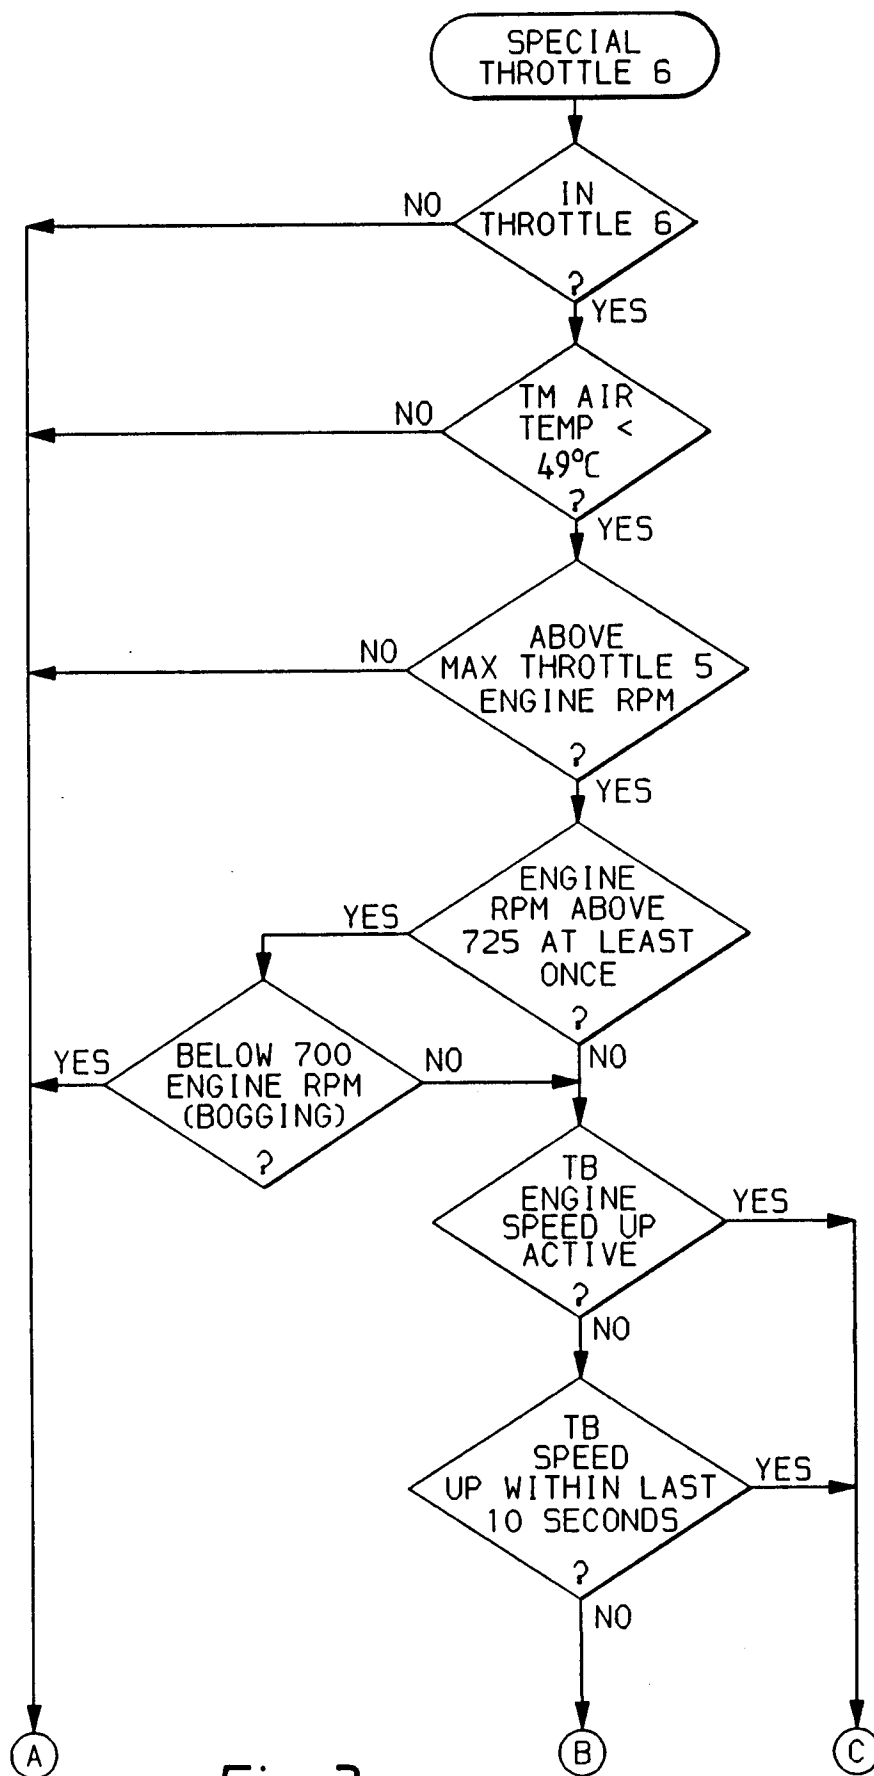 SPECIAL
THROTTLE 6
IN
THROTTLE 6
?
NO
YES
TM AIR
TEMP <
49°C
?
NO
YES
ABOVE
MAX THROTTLE 5
ENGINE RPM
?
NO
YES
ENGINE
RPM ABOVE
725 AT LEAST
ONCE
?
YES
NO
BELOW 700
ENGINE RPM
(BOGGING)
?
YES
NO
TB
ENGINE
SPEED UP
ACTIVE
?
YES
NO
TB
SPEED
UP WITHIN LAST
10 SECONDS
?
YES
NO
A
B
C